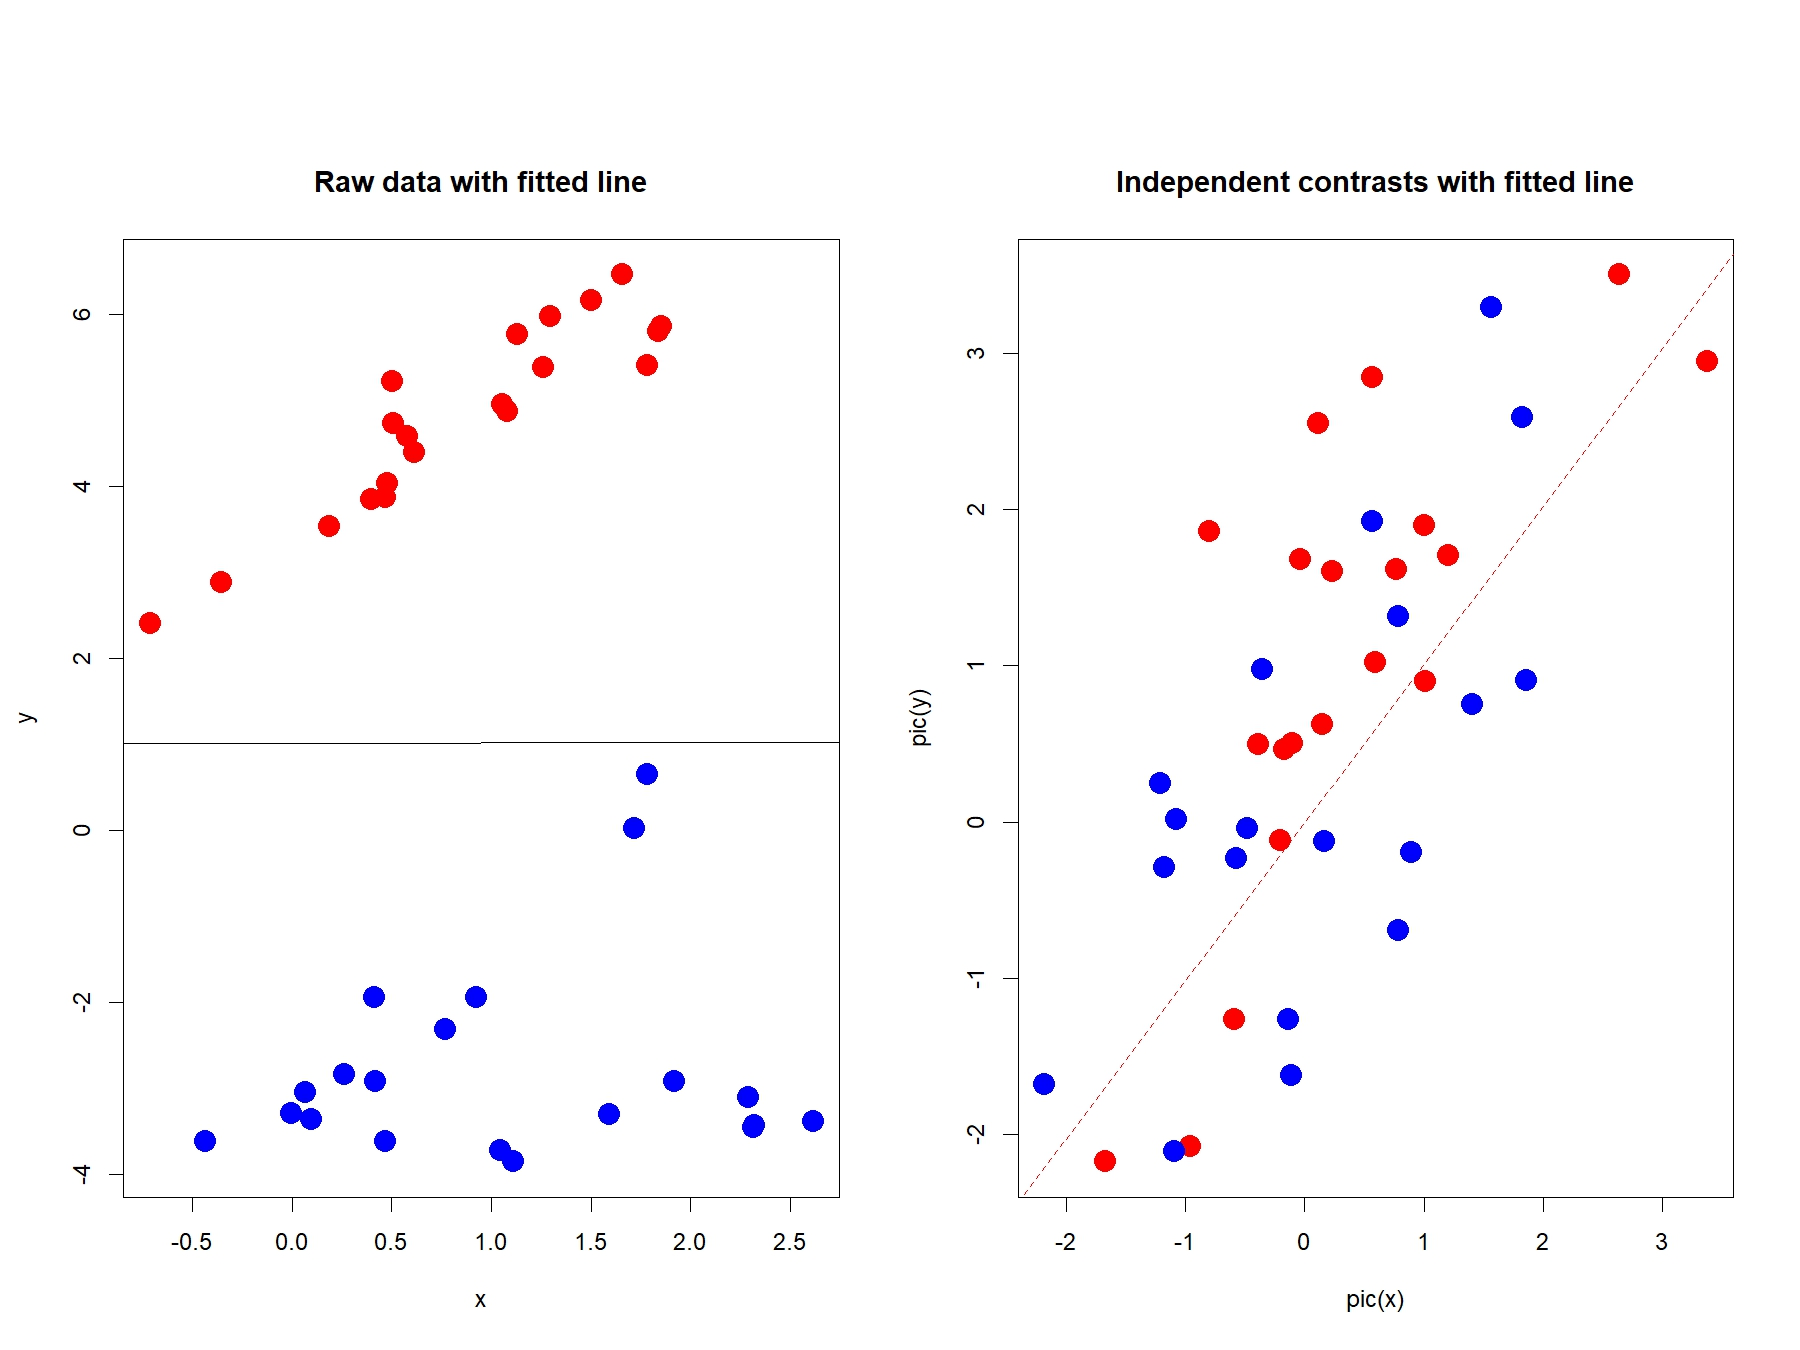 Raw data with fitted line
y
6
4
2
0
-2
-4
-0.5 0.0 0.5 1.0 1.5 2.0 2.5
x
Independent contrasts with fitted line
pic(y)
3
2
1
0
-1
-2
-2 -1 0 1 2 3
pic(x)